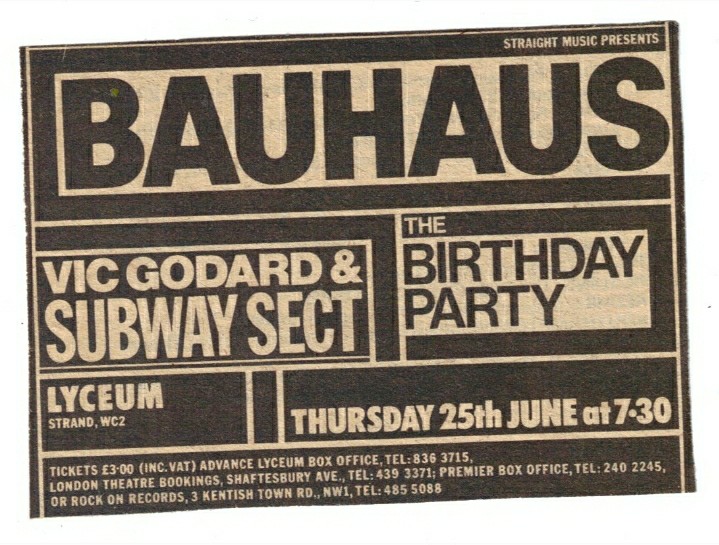 STRAIGHT MUSIC PRESENTS
BAUHAUS
VIC GODARD &
SUBWAY SECT
THE
BIRTHDAY
PARTY
LYCEUM
STRAND, WC2
THURSDAY 25th JUNE at 7·30
TICKETS £3·00 (INC. VAT) ADVANCE LYCEUM BOX OFFICE, TEL: 836 3715,
LONDON THEATRE BOOKINGS, SHAFTESBURY AVE., TEL: 439 3371; PREMIER BOX OFFICE, TEL: 240 2245,
OR ROCK ON RECORDS, 3 KENTISH TOWN RD., NW1, TEL: 485 5088